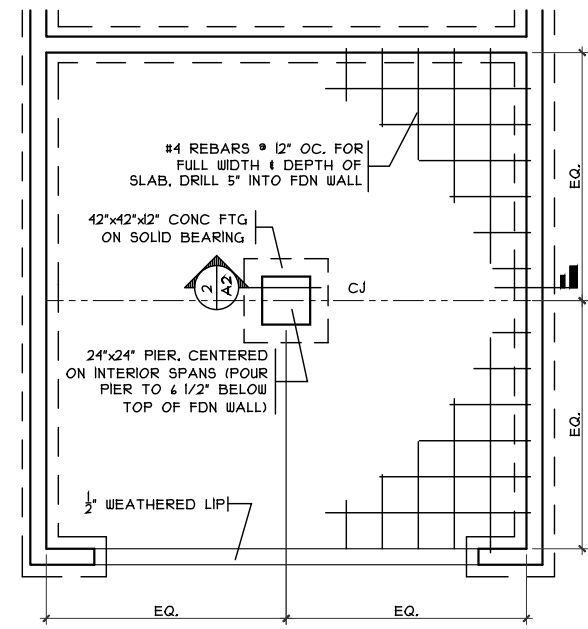 #4 REBARS @ 12" OC. FOR
FULL WIDTH & DEPTH OF
SLAB, DRILL 5" INTO FDN WALL
EQ.
42"x42"x12" CONC FTG
ON SOLID BEARING
2
A2
CJ
24"x24" PIER, CENTERED
ON INTERIOR SPANS (POUR
PIER TO 6 1/2" BELOW
TOP OF FDN WALL)
EQ.
1/2" WEATHERED LIP
EQ.
EQ.